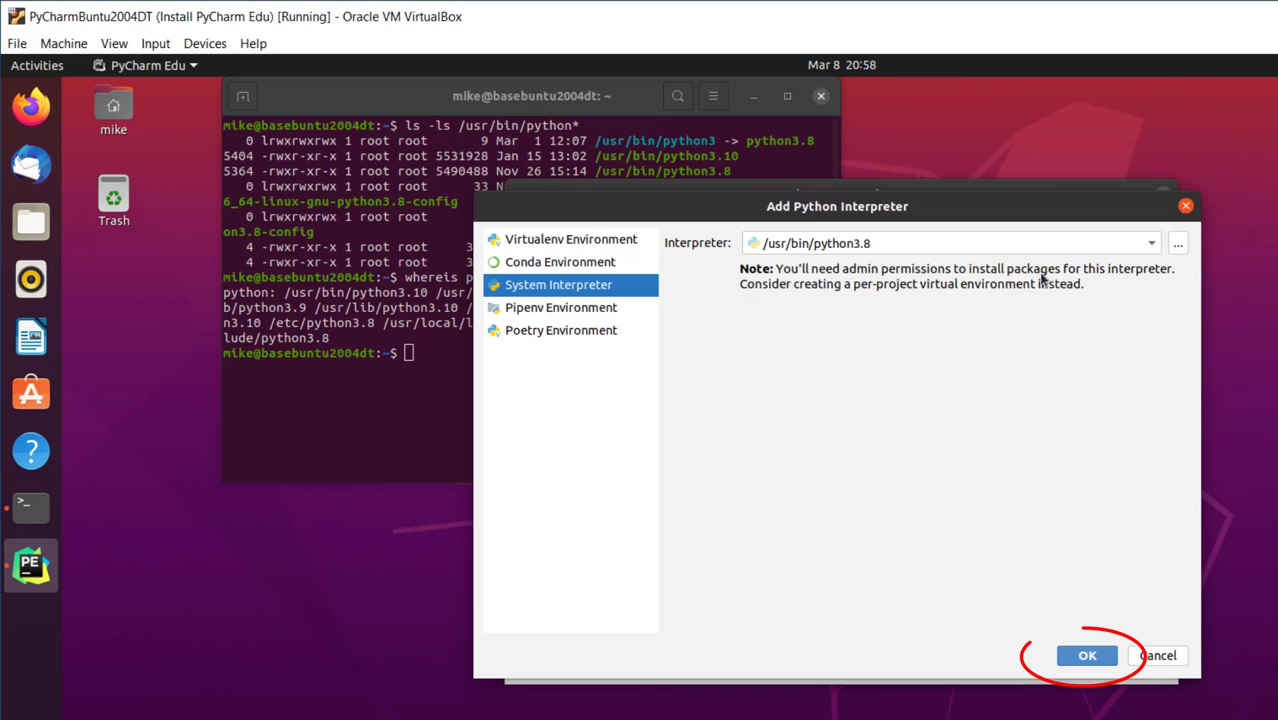 PyCharmBuntu2004DT (Install PyCharm Edu) [Running] - Oracle VM VirtualBox
File Machine View Input Devices Help
Activities PyCharm Edu Mar 8 20:58
mike
Trash
mike@basebuntu2004dt: ~
mike@basebuntu2004dt:~$ ls -ls /usr/bin/python*
0 lrwxrwxrwx 1 root root 9 Mar 1 12:07 /usr/bin/python3 -> python3.8
5404 -rwxr-xr-x 1 root root 5531928 Jan 15 13:02 /usr/bin/python3.10
5364 -rwxr-xr-x 1 root root 5490488 Nov 26 15:14 /usr/bin/python3.8
0 lrwxrwxrwx 1 root root 33 N
6_64-linux-gnu-python3.8-config
0 lrwxrwxrwx 1 root root
on3.8-config
4 -rwxr-xr-x 1 root root 3
4 -rwxr-xr-x 1 root root
mike@basebuntu2004dt:~$ whereis p
python: /usr/bin/python3.10 /usr/
b/python3.9 /usr/lib/python3.10 /
n3.10 /etc/python3.8 /usr/local/l
lude/python3.8
mike@basebuntu2004dt:~$
Add Python Interpreter
Virtualenv Environment
Conda Environment
System Interpreter
Pipenv Environment
Poetry Environment
Interpreter: /usr/bin/python3.8 ...
Note: You'll need admin permissions to install packages for this interpreter.
Consider creating a per-project virtual environment instead.
OK Cancel
PE